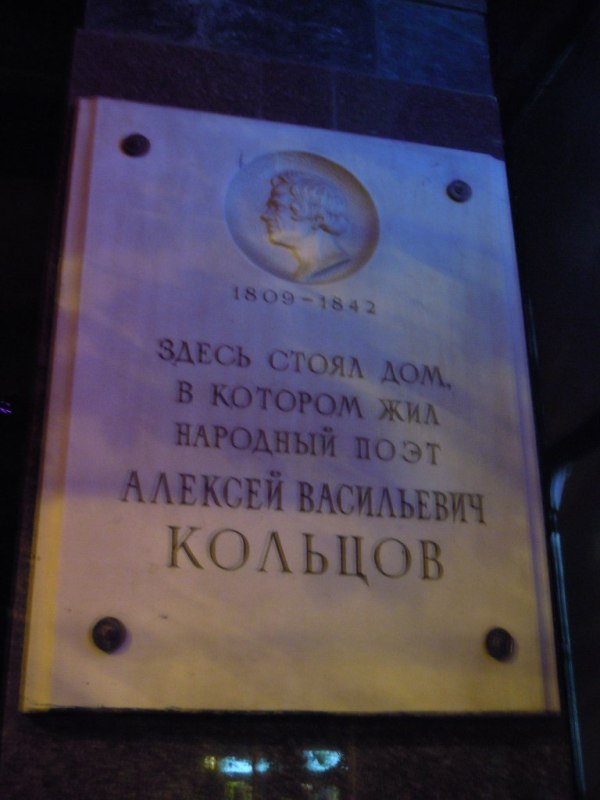 1809-1842
ЗДЕСЬ СТОЯЛ ДОМ,
В КОТОРОМ ЖИЛ
НАРОДНЫЙ ПОЭТ
АЛЕКСЕЙ ВАСИЛЬЕВИЧ
КОЛЬЦОВ